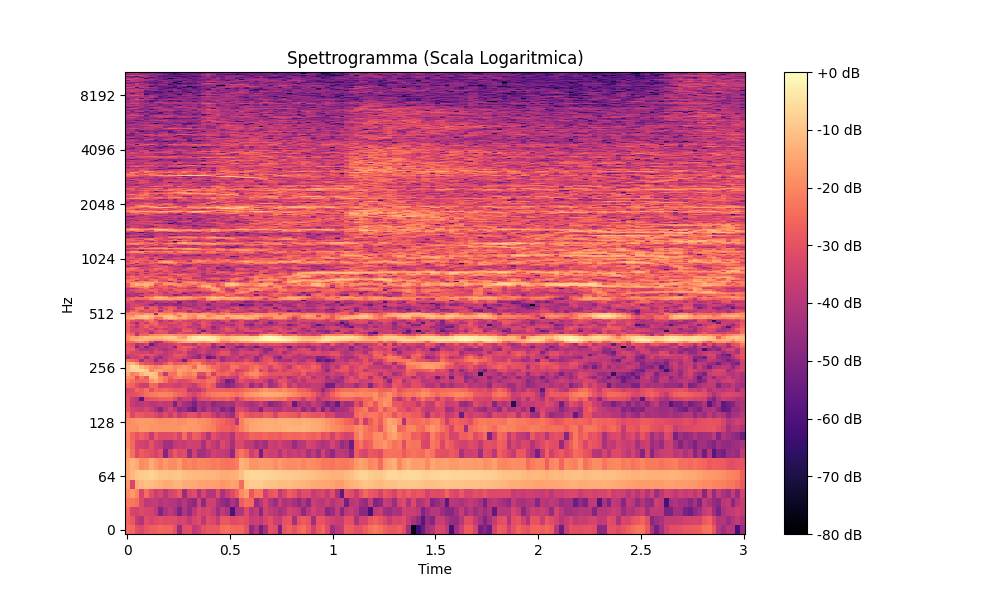 Spettrogramma (Scala Logaritmica)
Hz
8192
4096
2048
1024
512
256
128
64
0
0
0.5
1
1.5
2
2.5
3
Time
+0 dB
-10 dB
-20 dB
-30 dB
-40 dB
-50 dB
-60 dB
-70 dB
-80 dB